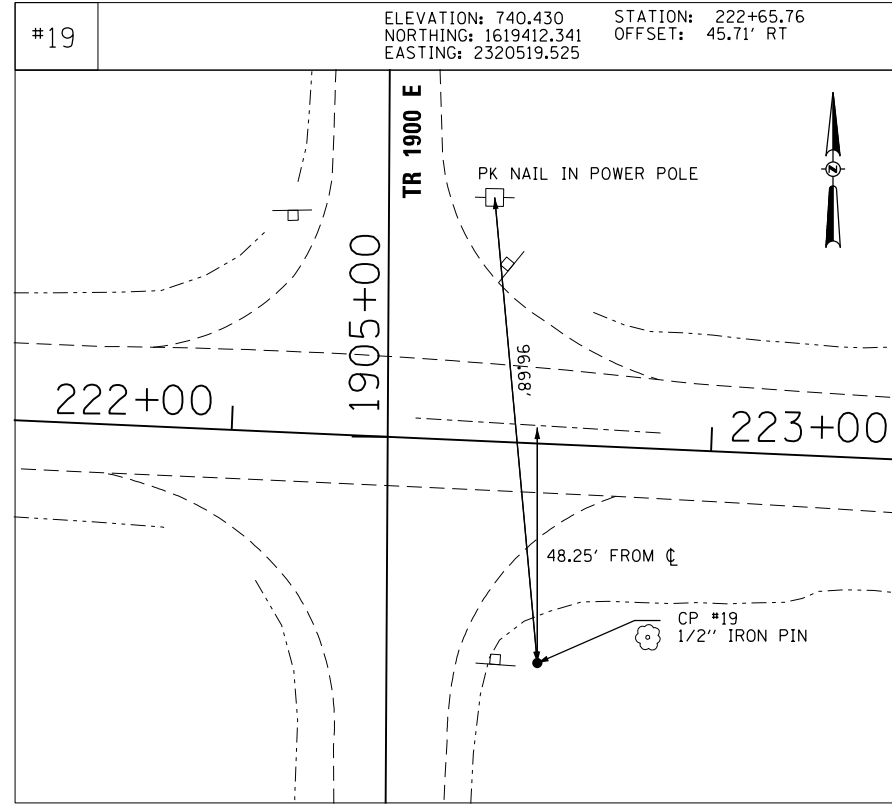 #19
ELEVATION: 740.430
NORTHING: 1619412.341
EASTING: 2320519.525
STATION: 222+65.76
OFFSET: 45.71' RT
TR 1900 E
PK NAIL IN POWER POLE
N
1905+00
96.68'
222+00
223+00
48.25' FROM ℄
CP #19
1/2" IRON PIN